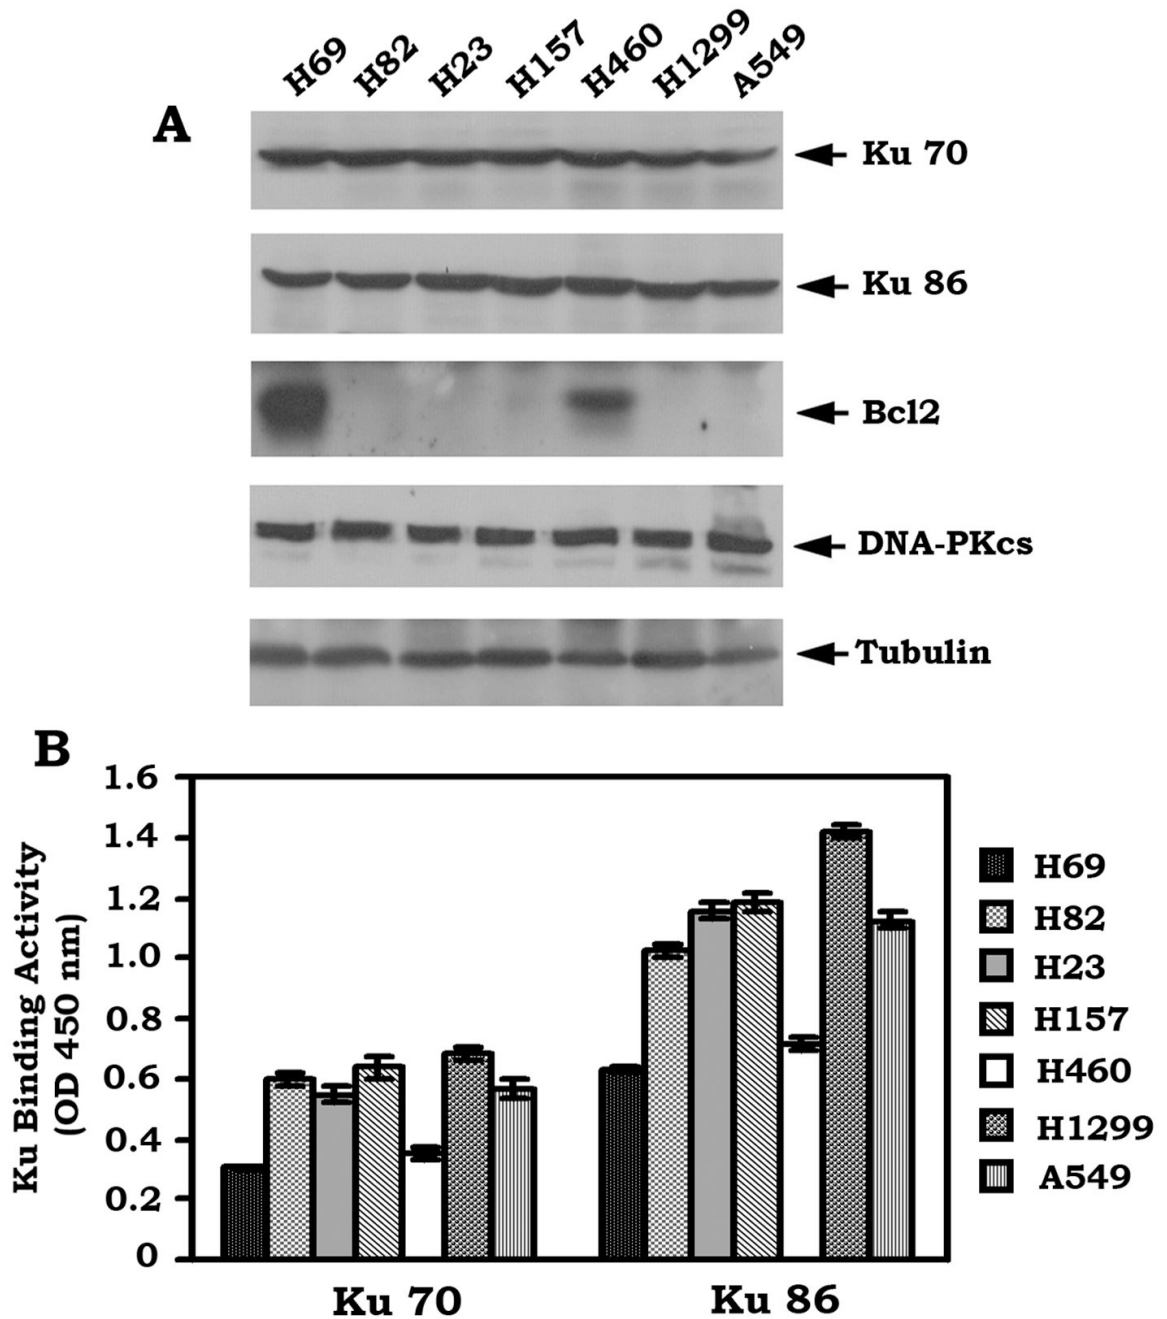 H69 H82 H23 H157 H460 H1299 A549
A
Ku 70
Ku 86
Bcl2
DNA-PKcs
Tubulin
B
Ku Binding Activity
(OD 450 nm)
1.6
1.4
1.2
1.0
0.8
0.6
0.4
0.2
0
Ku 70 Ku 86
H69
H82
H23
H157
H460
H1299
A549